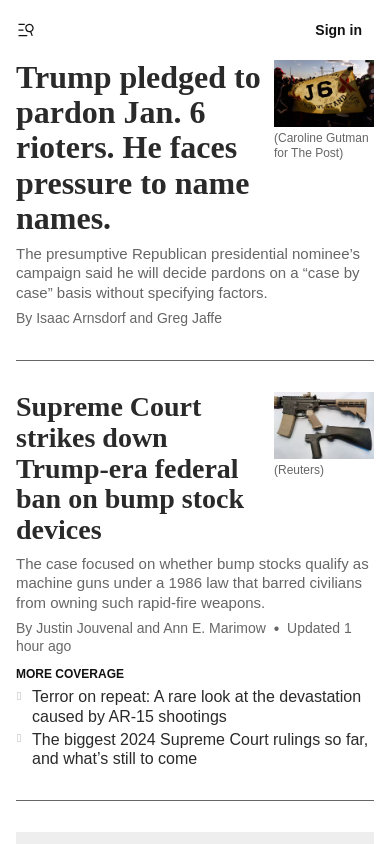 Sign in
Trump pledged to
pardon Jan. 6
rioters. He faces
pressure to name
names.
J6
(Caroline Gutman
for The Post)
The presumptive Republican presidential nominee’s
campaign said he will decide pardons on a “case by
case” basis without specifying factors.
By Isaac Arnsdorf and Greg Jaffe
Supreme Court
strikes down
Trump-era federal
ban on bump stock
devices
(Reuters)
The case focused on whether bump stocks qualify as
machine guns under a 1986 law that barred civilians
from owning such rapid-fire weapons.
By Justin Jouvenal and Ann E. Marimow • Updated 1
hour ago
MORE COVERAGE
Terror on repeat: A rare look at the devastation
caused by AR-15 shootings
The biggest 2024 Supreme Court rulings so far,
and what’s still to come